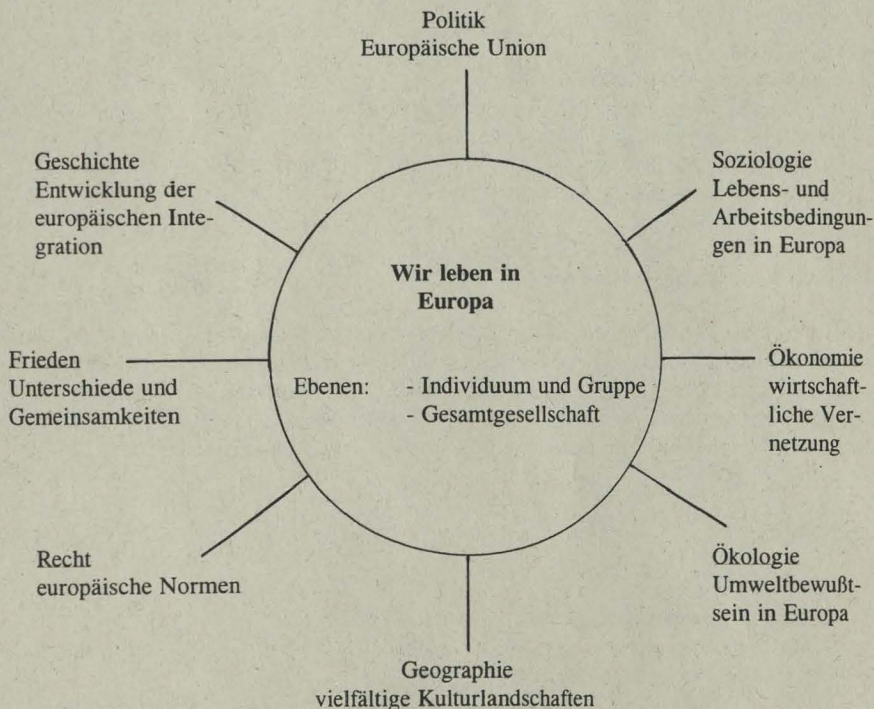 Politik
Europäische Union
Geschichte
Entwicklung der
europäischen Inte-
gration
Soziologie
Lebens- und
Arbeitsbedingun-
gen in Europa
Wir leben in
Europa
Frieden
Unterschiede und
Gemeinsamkeiten
Ebenen: - Individuum und Gruppe
- Gesamtgesellschaft
Ökonomie
wirtschaft-
liche Ver-
netzung
Recht
europäische Normen
Ökologie
Umweltbewußt-
sein in Europa
Geographie
vielfältige Kulturlandschaften